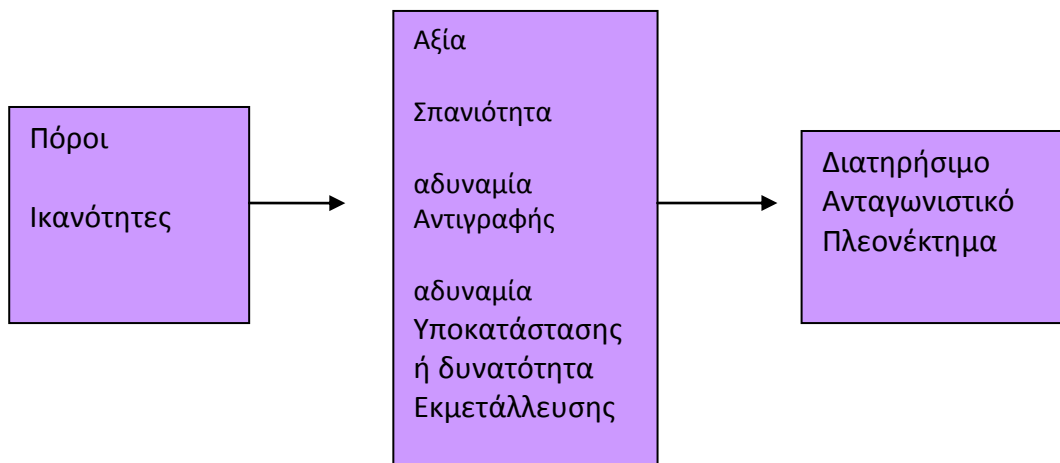 Πόροι
Ικανότητες
Αξία
Σπανιότητα
αδυναμία
Αντιγραφής
αδυναμία
Υποκατάστασης
ή δυνατότητα
Εκμετάλλευσης
Διατηρήσιμο
Ανταγωνιστικό
Πλεονέκτημα